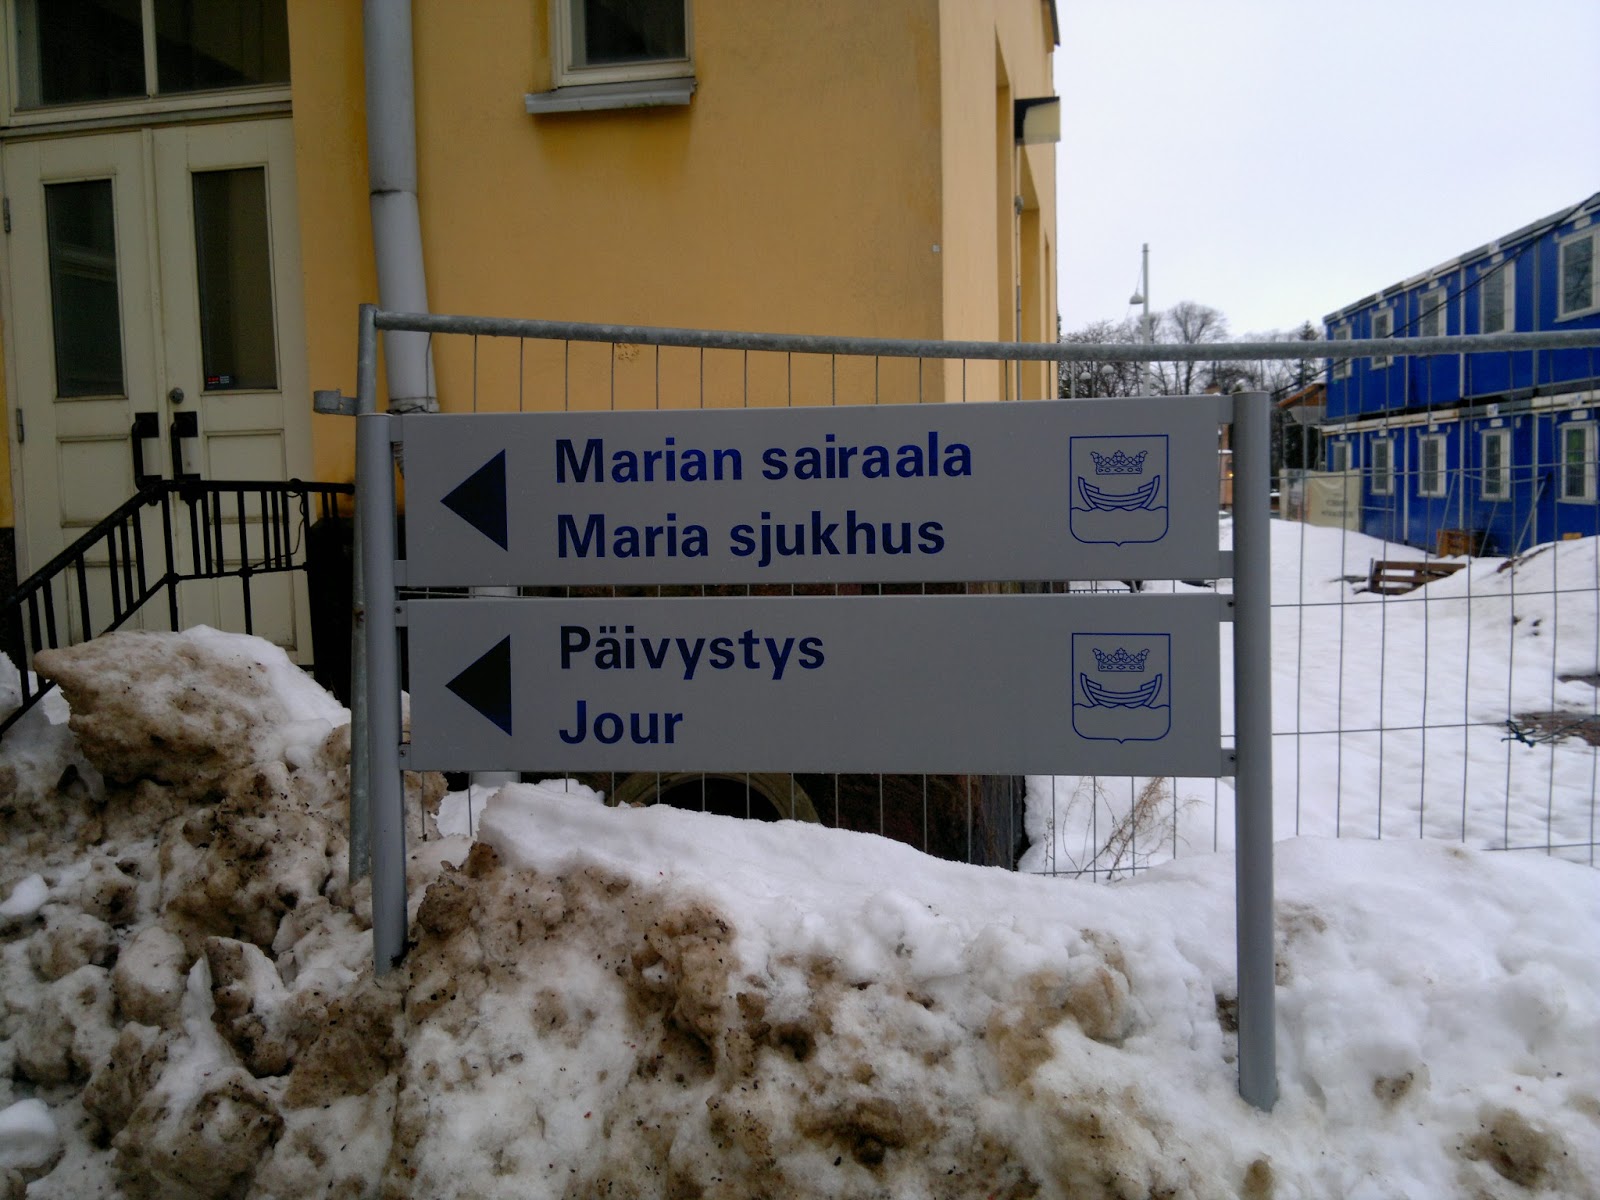 Marian sairaala
Maria sjukhus
Päivystys
Jour